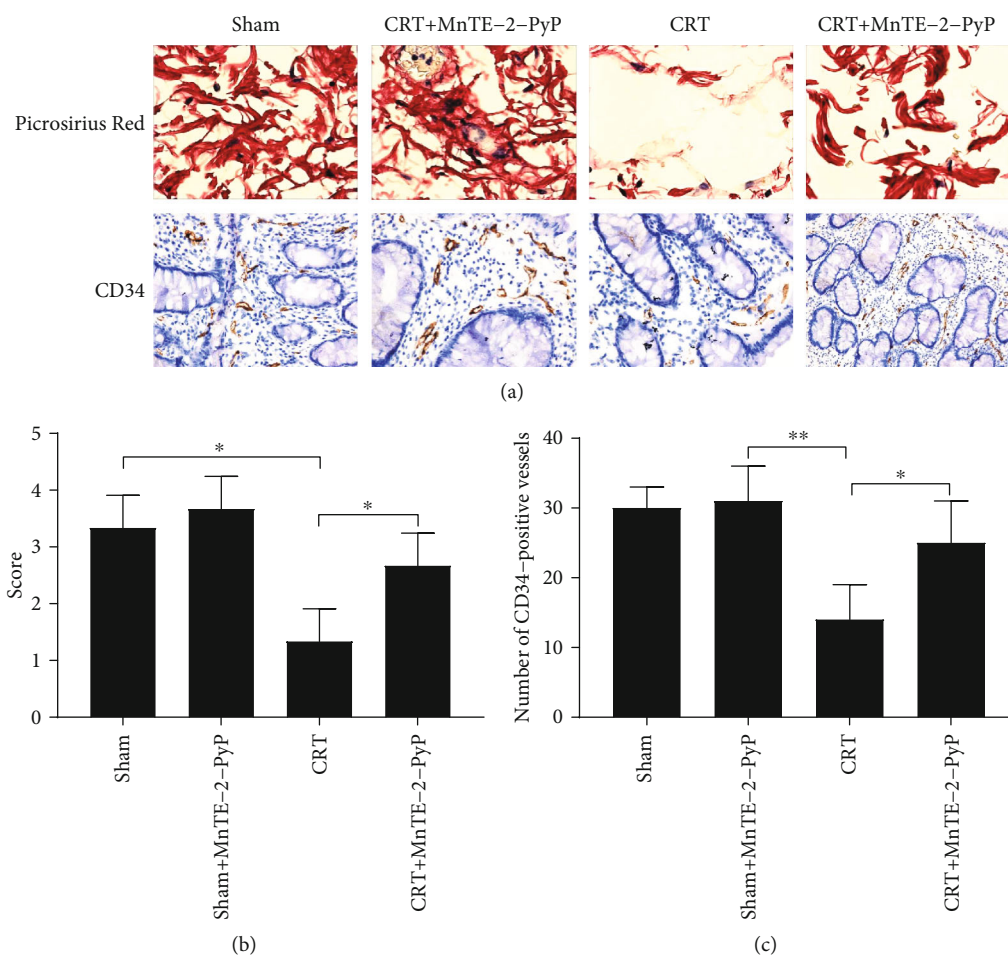 Sham
CRT+MnTE−2−PyP
CRT
CRT+MnTE−2−PyP
Picrosirius Red
CD34
(a)
5
4
3
2
1
0
Score
*
*
Sham
Sham+MnTE−2−PyP
CRT
CRT+MnTE−2−PyP
(b)
40
30
20
10
0
Number of CD34−positive vessels
**
*
Sham
Sham+MnTE−2−PyP
CRT
CRT+MnTE−2−PyP
(c)